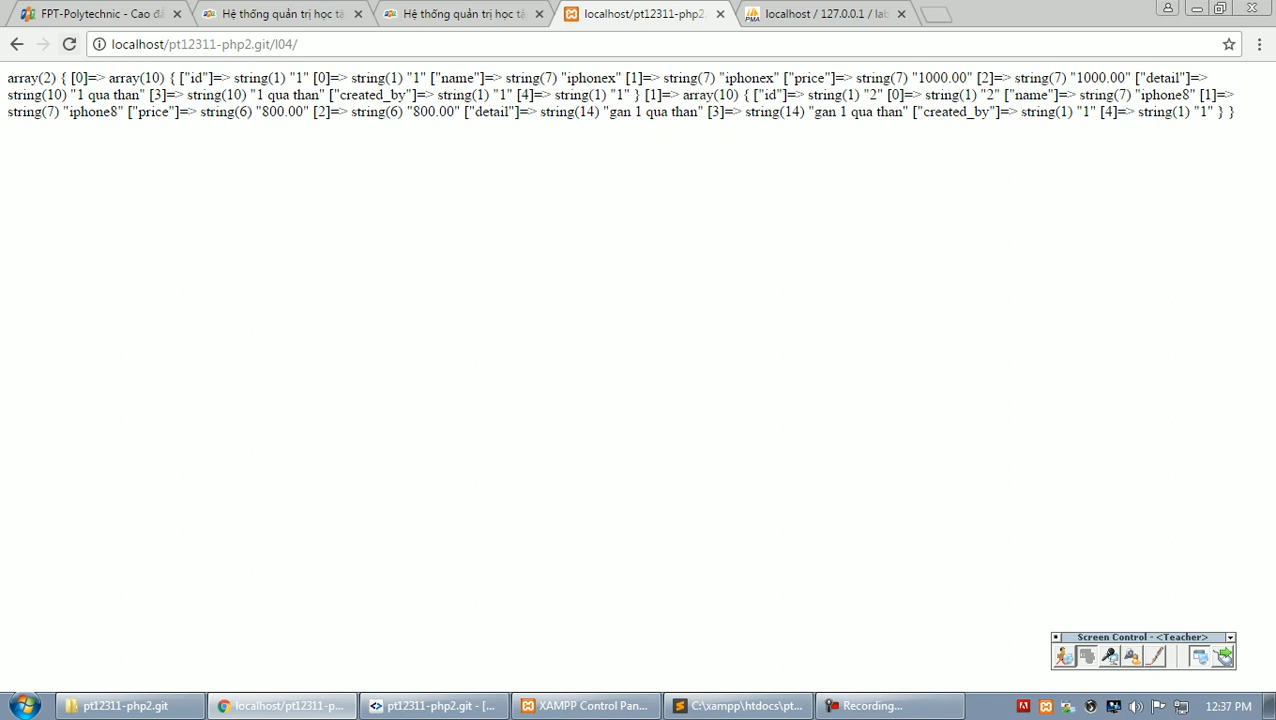 FPT-Polytechnic - Cao đẳ
Hệ thống quản trị học tậ
Hệ thống quản trị học tậ
localhost/pt12311-php2.
localhost / 127.0.0.1 / lab
localhost/pt12311-php2.git/l04/
array(2) { [0]=> array(10) { ["id"]=> string(1) "1" [0]=> string(1) "1" ["name"]=> string(7) "iphonex" [1]=> string(7) "iphonex" ["price"]=> string(7) "1000.00" [2]=> string(7) "1000.00" ["detail"]=>
string(10) "1 qua than" [3]=> string(10) "1 qua than" ["created_by"]=> string(1) "1" [4]=> string(1) "1" } [1]=> array(10) { ["id"]=> string(1) "2" [0]=> string(1) "2" ["name"]=> string(7) "iphone8" [1]=>
string(7) "iphone8" ["price"]=> string(6) "800.00" [2]=> string(6) "800.00" ["detail"]=> string(14) "gan 1 qua than" [3]=> string(14) "gan 1 qua than" ["created_by"]=> string(1) "1" [4]=> string(1) "1" } }
Screen Control - <Teacher>
pt12311-php2.git
localhost/pt12311-p...
pt12311-php2.git - [...
XAMPP Control Pan...
C:\xampp\htdocs\pt...
Recording...
12:37 PM